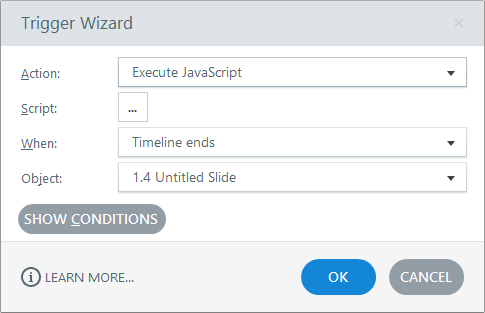 Trigger Wizard
Action: Execute JavaScript
Script: ...
When: Timeline ends
Object: 1.4 Untitled Slide
SHOW CONDITIONS
LEARN MORE... OK CANCEL